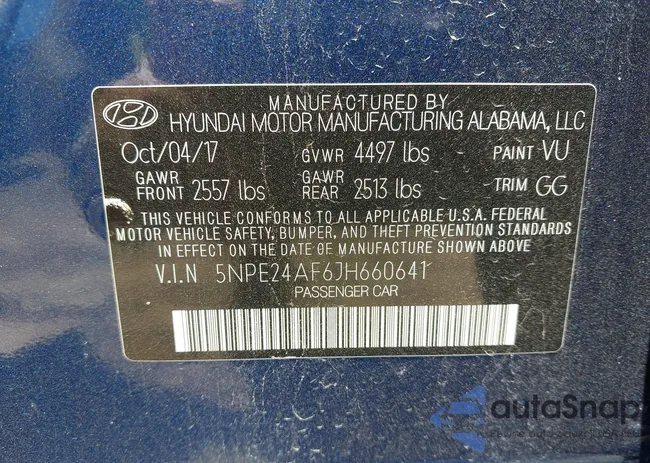 MANUFACTURED BY
HYUNDAI MOTOR MANUFACTURING ALABAMA, LLC
Oct/04/17 GVWR 4497 lbs PAINT VU
GAWR FRONT 2557 lbs GAWR REAR 2513 lbs TRIM GG
THIS VEHICLE CONFORMS TO ALL APPLICABLE U.S.A. FEDERAL
MOTOR VEHICLE SAFETY, BUMPER, AND THEFT PREVENTION STANDARDS
IN EFFECT ON THE DATE OF MANUFACTURE SHOWN ABOVE.
V.I.N 5NPE24AF6JH660641
PASSENGER CAR
autoSnap